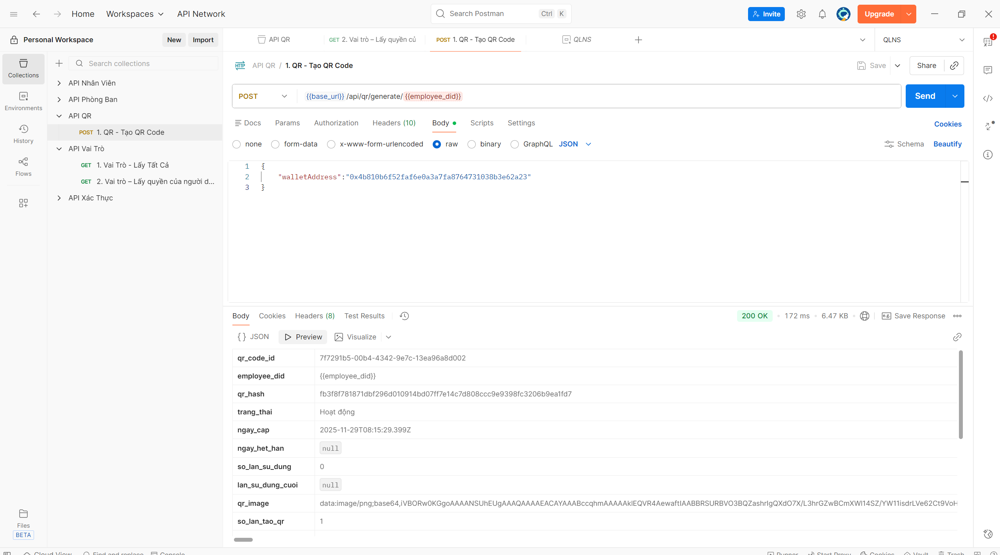 Home Workspaces API Network
Search Postman Ctrl K
Invite Upgrade
Personal Workspace New Import
API QR GET 2. Vai trò – Lấy quyền củ POST 1. QR - Tạo QR Code QLNS QLNS
Collections
Environments
History
Flows
Files
BETA
Search collections
API Nhân Viên
API Phòng Ban
API QR
POST 1. QR - Tạo QR Code
API Vai Trò
GET 1. Vai Trò - Lấy Tất Cả
GET 2. Vai trò – Lấy quyền của người d...
API Xác Thực
HTTP API QR / 1. QR - Tạo QR Code Save Share
POST {{base_url}}/api/qr/generate/{{employee_did}} Send
Docs Params Authorization Headers (10) Body Scripts Settings Cookies
none form-data x-www-form-urlencoded raw binary GraphQL JSON Schema Beautify
1 {
2 "walletAddress":"0x4b810b6f52faf6e0a3a7fa8764731038b3e62a23"
3 }
Body Cookies Headers (8) Test Results 200 OK 172 ms 6.47 KB e.g. Save Response
{} JSON Preview Visualize
qr_code_id 7f7291b5-00b4-4342-9e7c-13ea96a8d002
employee_did {{employee_did}}
qr_hash fb3f8f781871dbf296d010914bd07ff7e14c7d808ccc9e9398fc3206b9ea1fd7
trang_thai Hoạt động
ngay_cap 2025-11-29T08:15:29.399Z
ngay_het_han null
so_lan_su_dung 0
lan_su_dung_cuoi null
qr_image data:image/png;base64,iVBORw0KGgoAAAANSUhEUgAAAQAAAAEACAYAAABccqhmAAAAAklEQVR4AewaftIAABBRSURBVO3BQZashrIgQXdO7X/L3hrGZwBCmXWl14SZ/YW11isdrLVe62Ct9VoH
so_lan_tao_qr 1
Cloud View Find and replace Console Runner Start Proxy Cookies Vault Trash